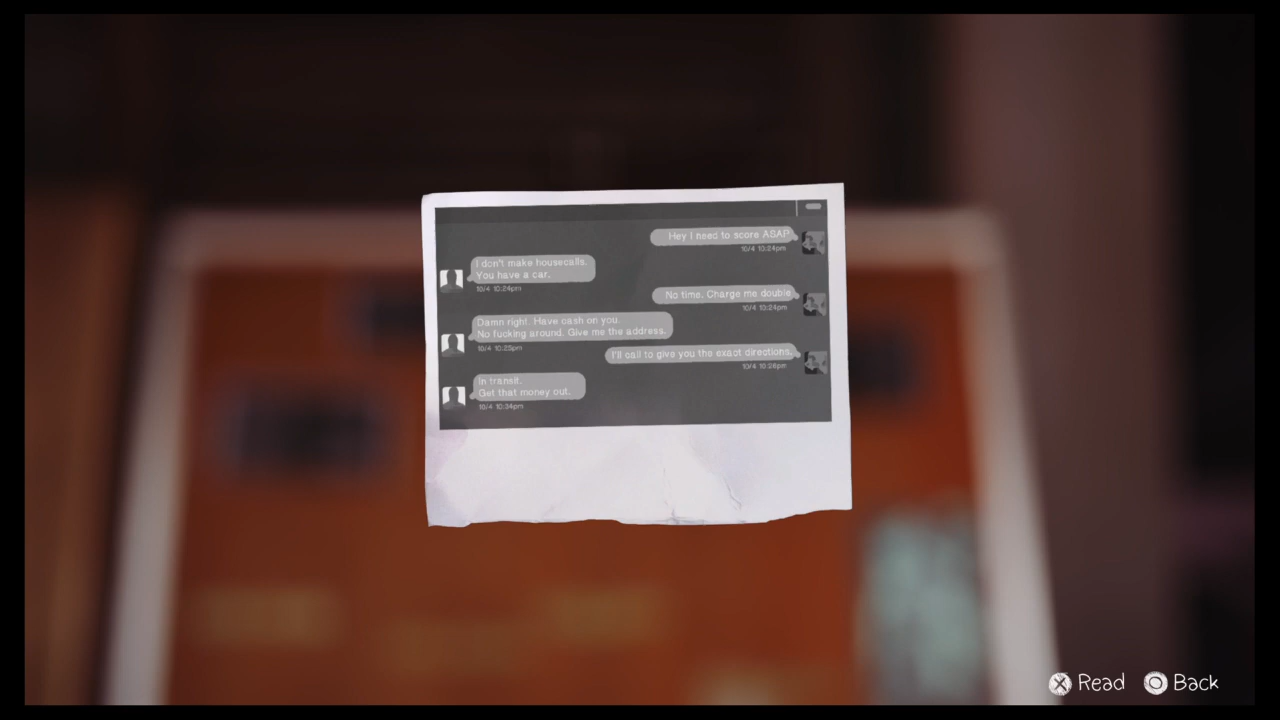 Hey I need to score ASAP
10/4 10:24pm
I don't make housecalls.
You have a car.
10/4 10:24pm
No time. Charge me double
10/4 10:24pm
Damn right. Have cash on you.
No fucking around. Give me the address.
10/4 10:25pm
I'll call to give you the exact directions.
10/4 10:26pm
In transit.
Get that money out.
10/4 10:34pm
Read
Back